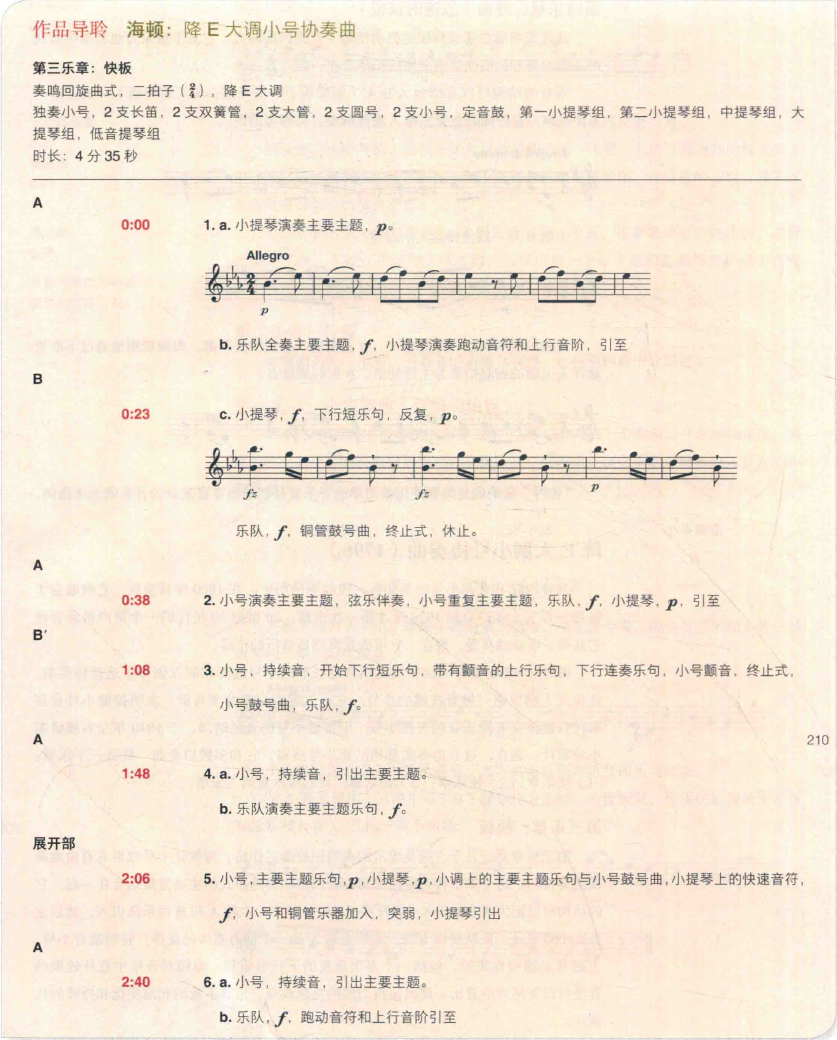 作品导聆 海顿：降 E 大调小号协奏曲
第三乐章：快板
奏鸣回旋曲式，二拍子（2/4），降 E 大调
独奏小号，2 支长笛，2 支双簧管，2 支大管，2 支圆号，2 支小号，定音鼓，第一小提琴组，第二小提琴组，中提琴组，大
提琴组，低音提琴组
时长：4 分 35 秒
A
0:00 1. a. 小提琴演奏主要主题，p。
Allegro
2/4
p
b. 乐队全奏主要主题，f，小提琴演奏跑动音符和上行音阶，引至
B
0:23 c. 小提琴，f，下行短乐句，反复，p。
fz fz p
乐队，f，铜管鼓号曲，终止式，休止。
A
0:38 2. 小号演奏主要主题，弦乐伴奏，小号重复主要主题，乐队，f，小提琴，p，引至
B′
1:08 3. 小号，持续音，开始下行短乐句，带有颤音的上行乐句，下行连奏乐句，小号颤音，终止式，
小号鼓号曲，乐队，f。
A
210
1:48 4. a. 小号，持续音，引出主要主题。
b. 乐队演奏主要主题乐句，f。
展开部
2:06 5. 小号，主要主题乐句，p，小提琴，p，小调上的主要主题乐句与小号鼓号曲，小提琴上的快速音符，
f，小号和铜管乐器加入，突弱，小提琴引出
A
2:40 6. a. 小号，持续音，引出主要主题。
b. 乐队，f，跑动音符和上行音阶引至